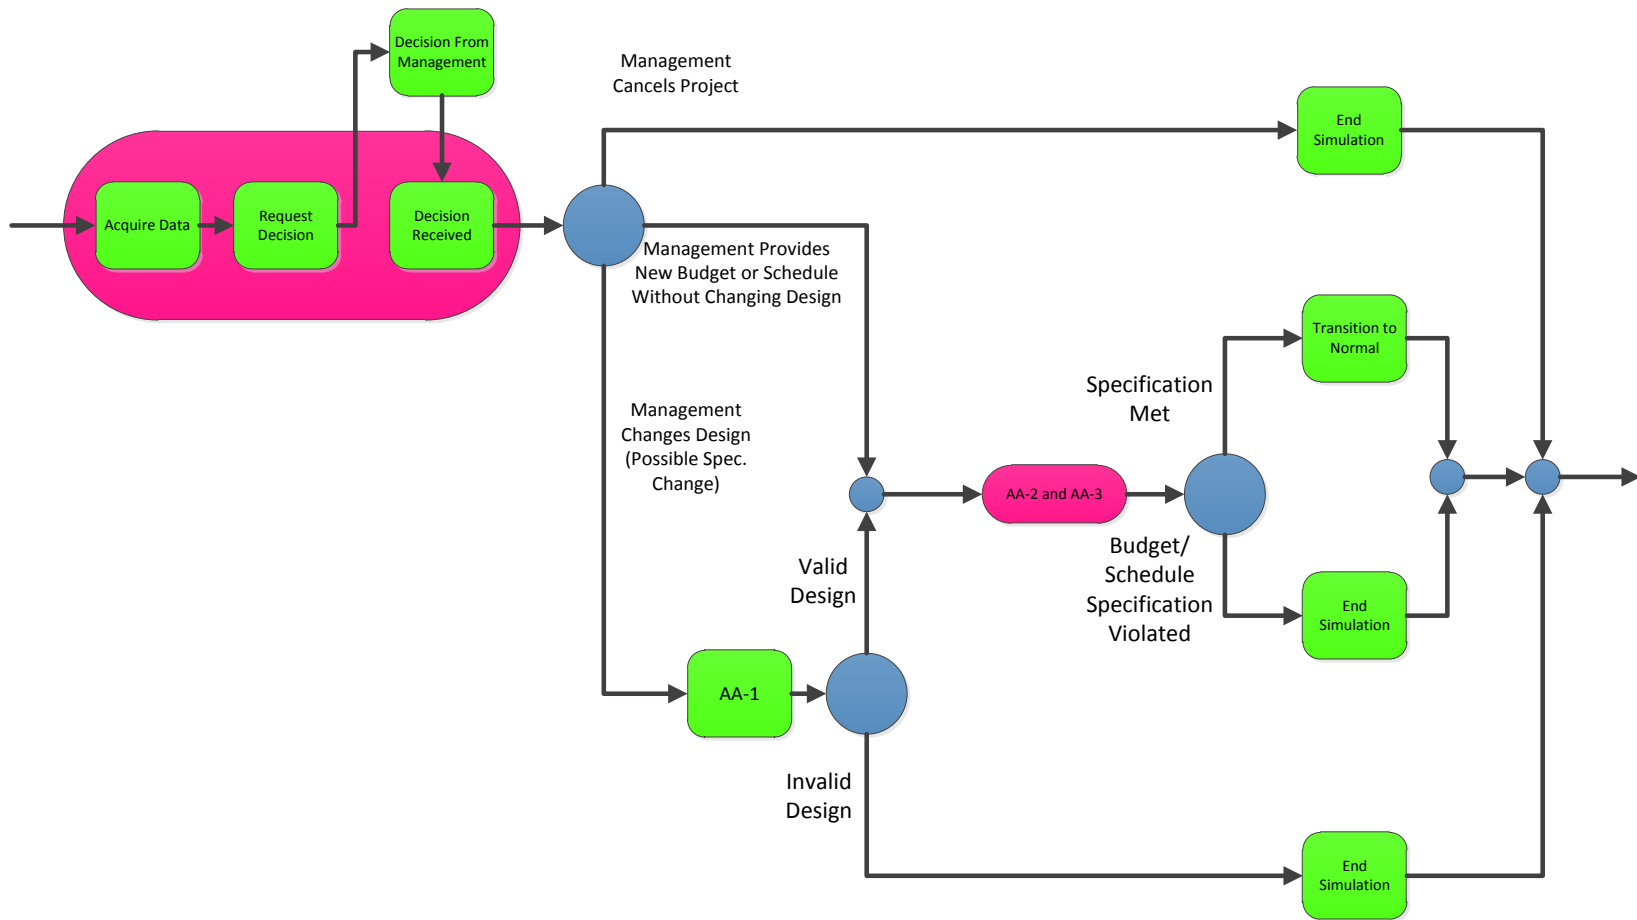 Decision From
Management
Management
Cancels Project
End
Simulation
Acquire Data
Request
Decision
Decision
Received
Management Provides
New Budget or Schedule
Without Changing Design
Transition to
Normal
Specification
Met
Management
Changes Design
(Possible Spec.
Change)
AA-2 and AA-3
Budget/
Schedule
Specification
Violated
Valid
Design
End
Simulation
AA-1
Invalid
Design
End
Simulation